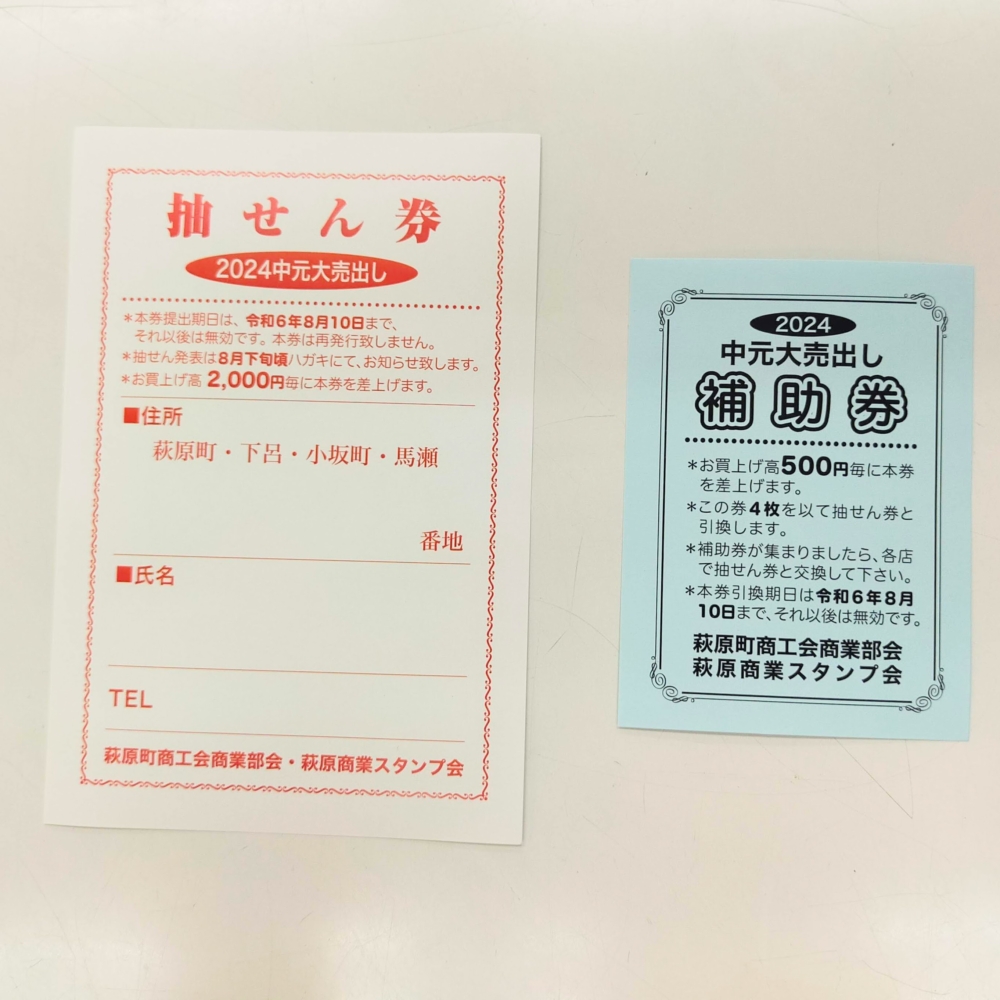 抽せん券
2024中元大売出し
＊本券提出期日は、令和6年8月10日まで、
それ以後は無効です。本券は再発行致しません。
＊抽せん発表は8月下旬頃ハガキにて、お知らせ致します。
＊お買上げ高 2,000円毎に本券を差上げます。
■住所
萩原町・下呂・小坂町・馬瀬
番地
■氏名
TEL
萩原町商工会商業部会・萩原商業スタンプ会
2024
中元大売出し
補助券
＊お買上げ高500円毎に本券
を差上げます。
＊この券4枚を以て抽せん券と
引換します。
＊補助券が集まりましたら、各店
で抽せん券と交換して下さい。
＊本券引換期日は令和6年8月
10日まで、それ以後は無効です。
萩原町商工会商業部会
萩原商業スタンプ会